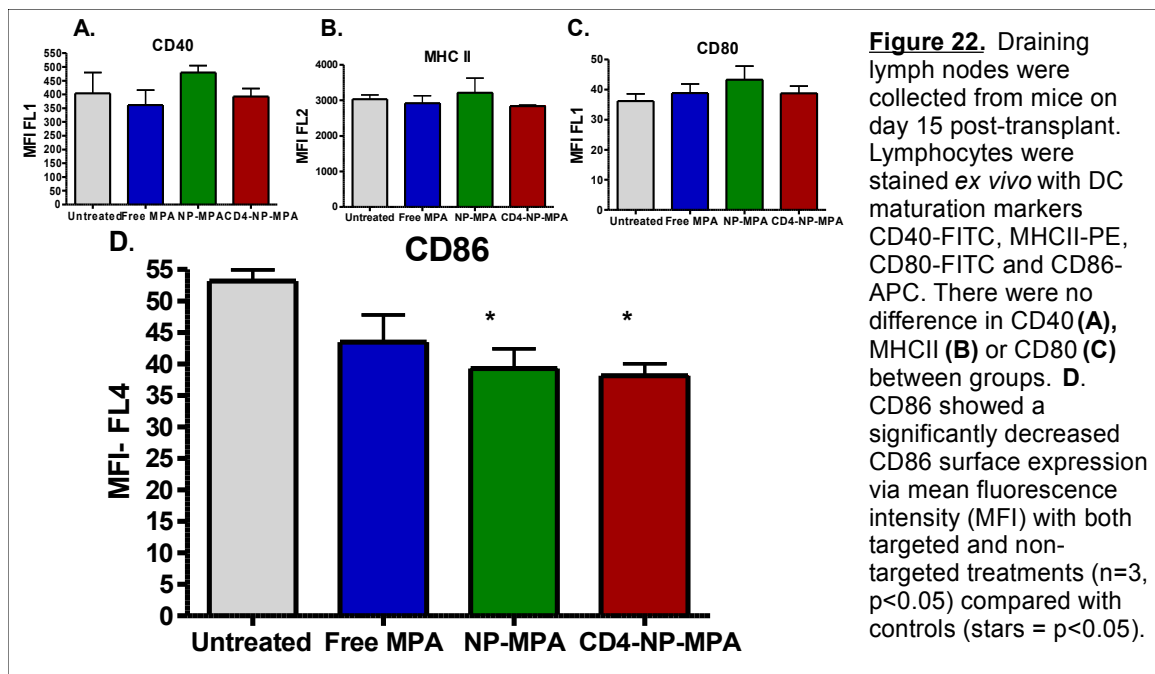 A.
CD40
MFI FL1
550
500
450
400
350
300
250
200
150
100
50
0
Untreated Free MPA NP-MPA CD4-NP-MPA
B.
MHC II
MFI FL2
4000
3000
2000
1000
0
Untreated Free MPA NP-MPA CD4-NP-MPA
C.
CD80
MFI FL1
50
40
30
20
10
0
Untreated Free MPA NP-MPA CD4-NP-MPA
D.
CD86
MFI- FL4
55
50
45
40
35
30
25
20
15
10
5
0
* *
Untreated Free MPA NP-MPA CD4-NP-MPA
Figure 22. Draining
lymph nodes were
collected from mice on
day 15 post-transplant.
Lymphocytes were
stained ex vivo with DC
maturation markers
CD40-FITC, MHCII-PE,
CD80-FITC and CD86-
APC. There were no
difference in CD40 (A),
MHCII (B) or CD80 (C)
between groups. D.
CD86 showed a
significantly decreased
CD86 surface expression
via mean fluorescence
intensity (MFI) with both
targeted and non-
targeted treatments (n=3,
p<0.05) compared with
controls (stars = p<0.05).